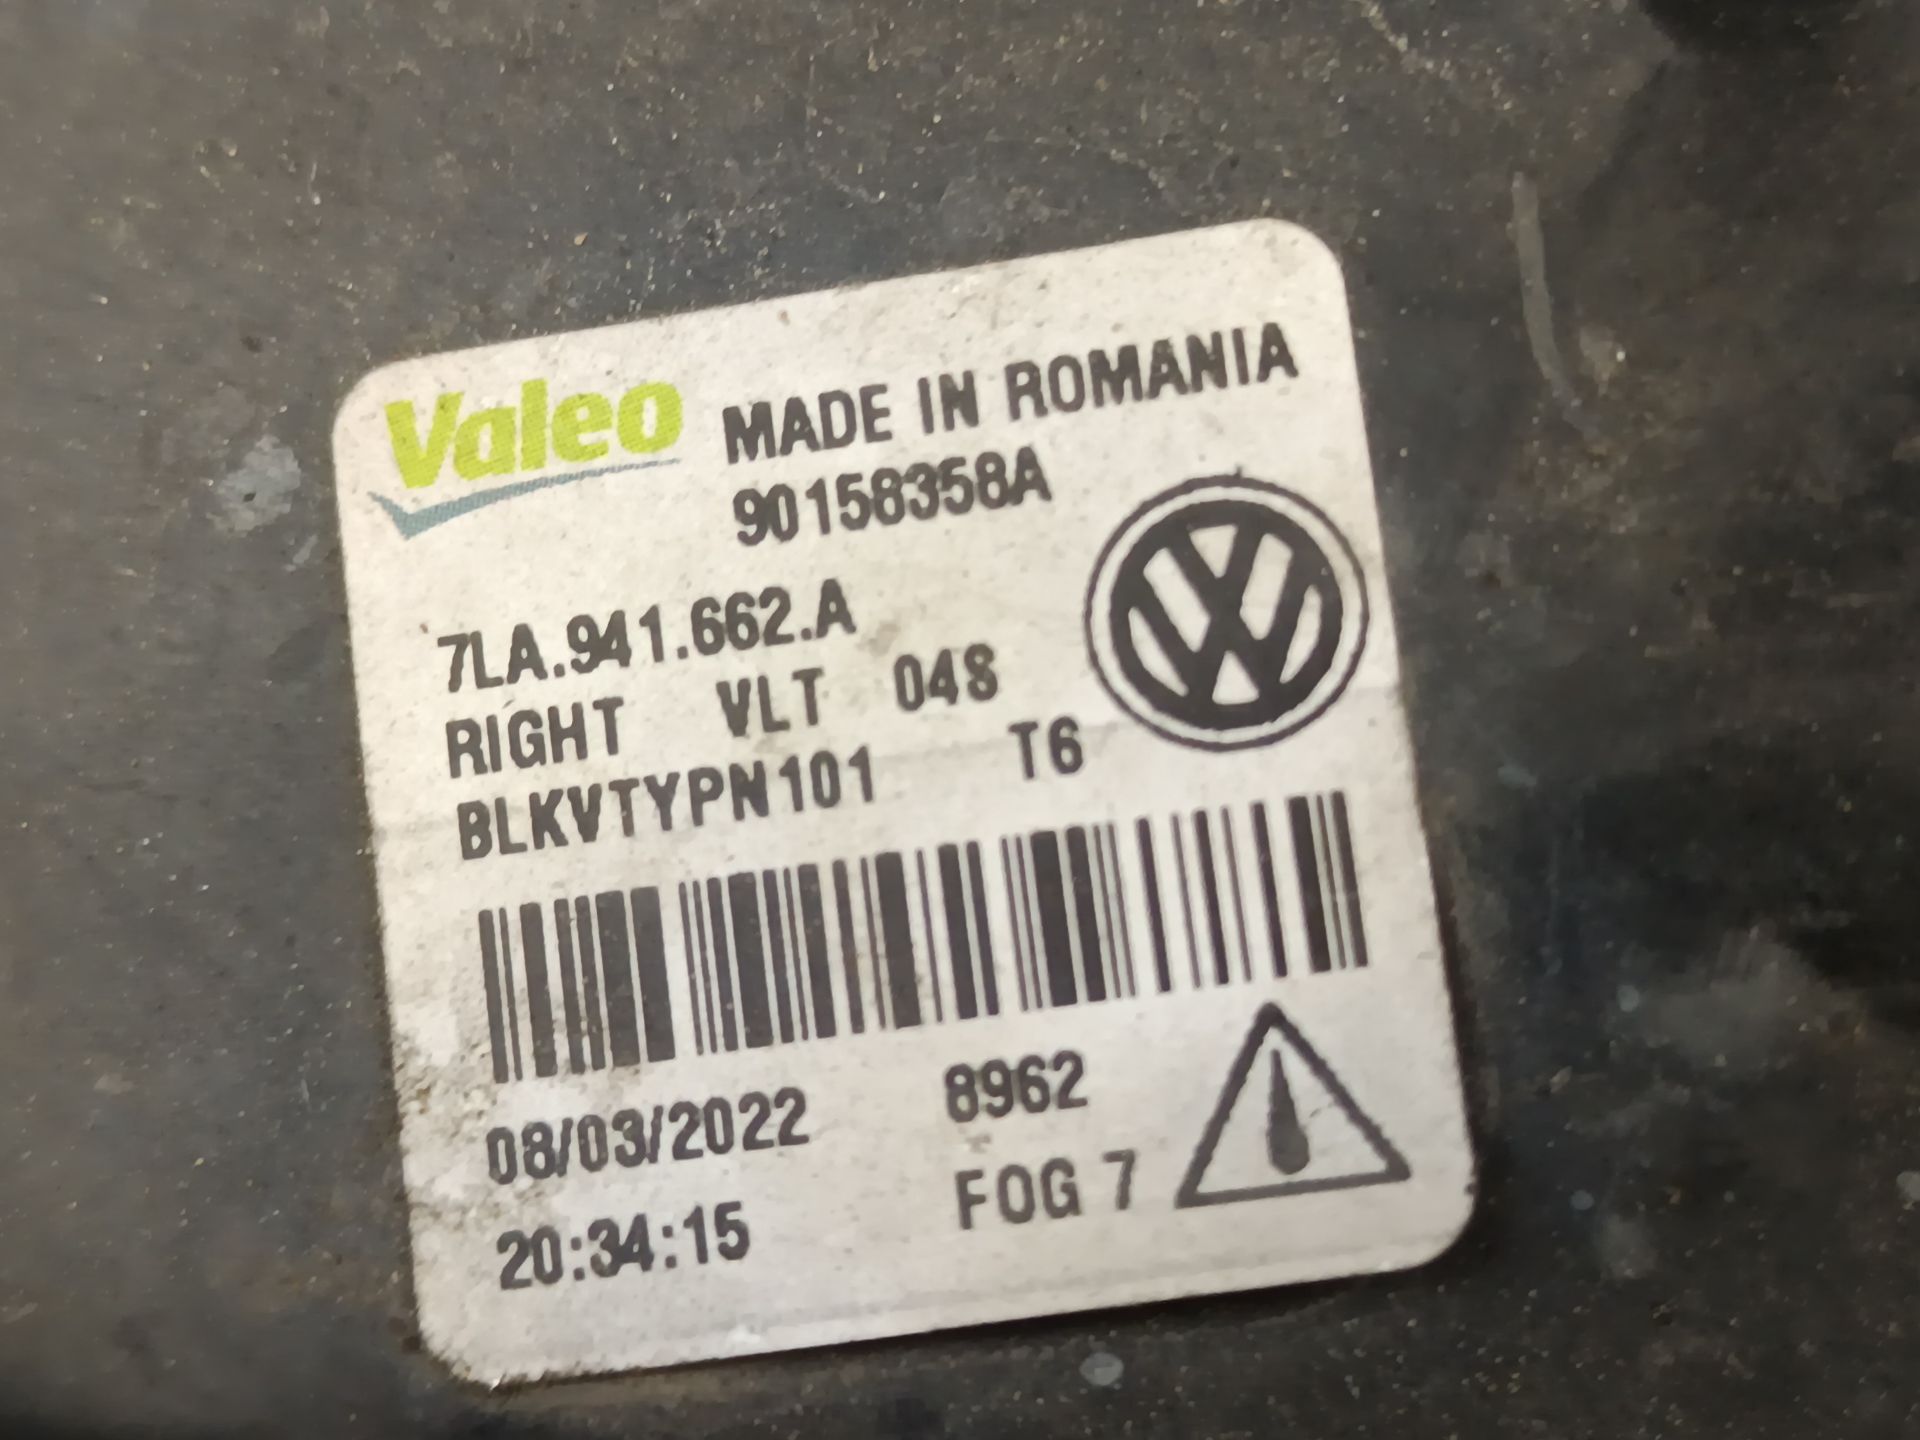 Valeo MADE IN ROMANIA
90158358A
7LA.941.662.A
RIGHT VLT 048
BLKVTYPN101 T6
08/03/2022 8962
20:34:15 FOG 7